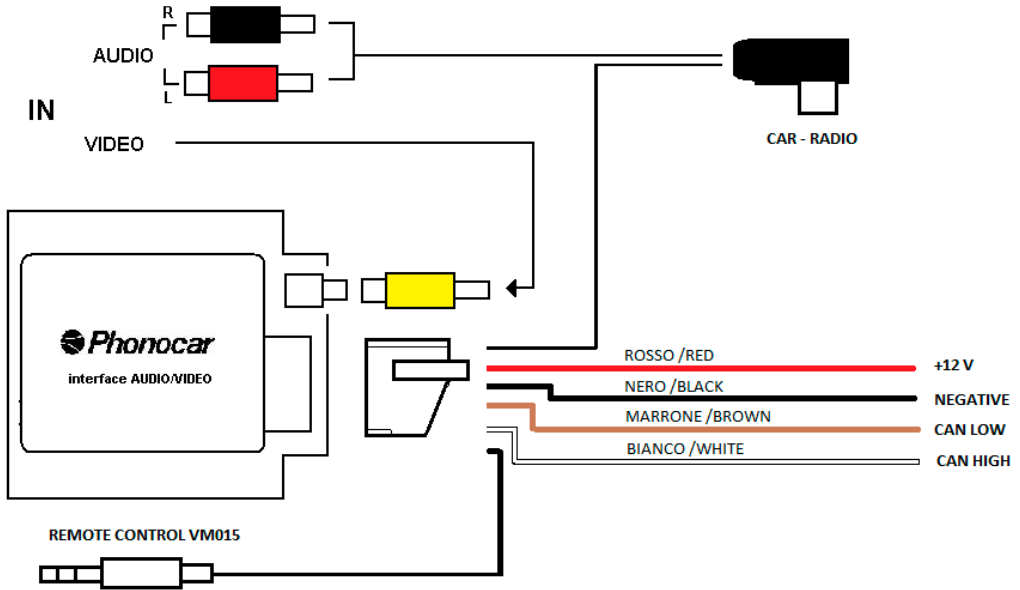 R
AUDIO
L
IN
VIDEO
CAR - RADIO
Phonocar
interface AUDIO/VIDEO
ROSSO /RED
+12 V
NERO /BLACK
NEGATIVE
MARRONE /BROWN
CAN LOW
BIANCO /WHITE
CAN HIGH
REMOTE CONTROL VM015